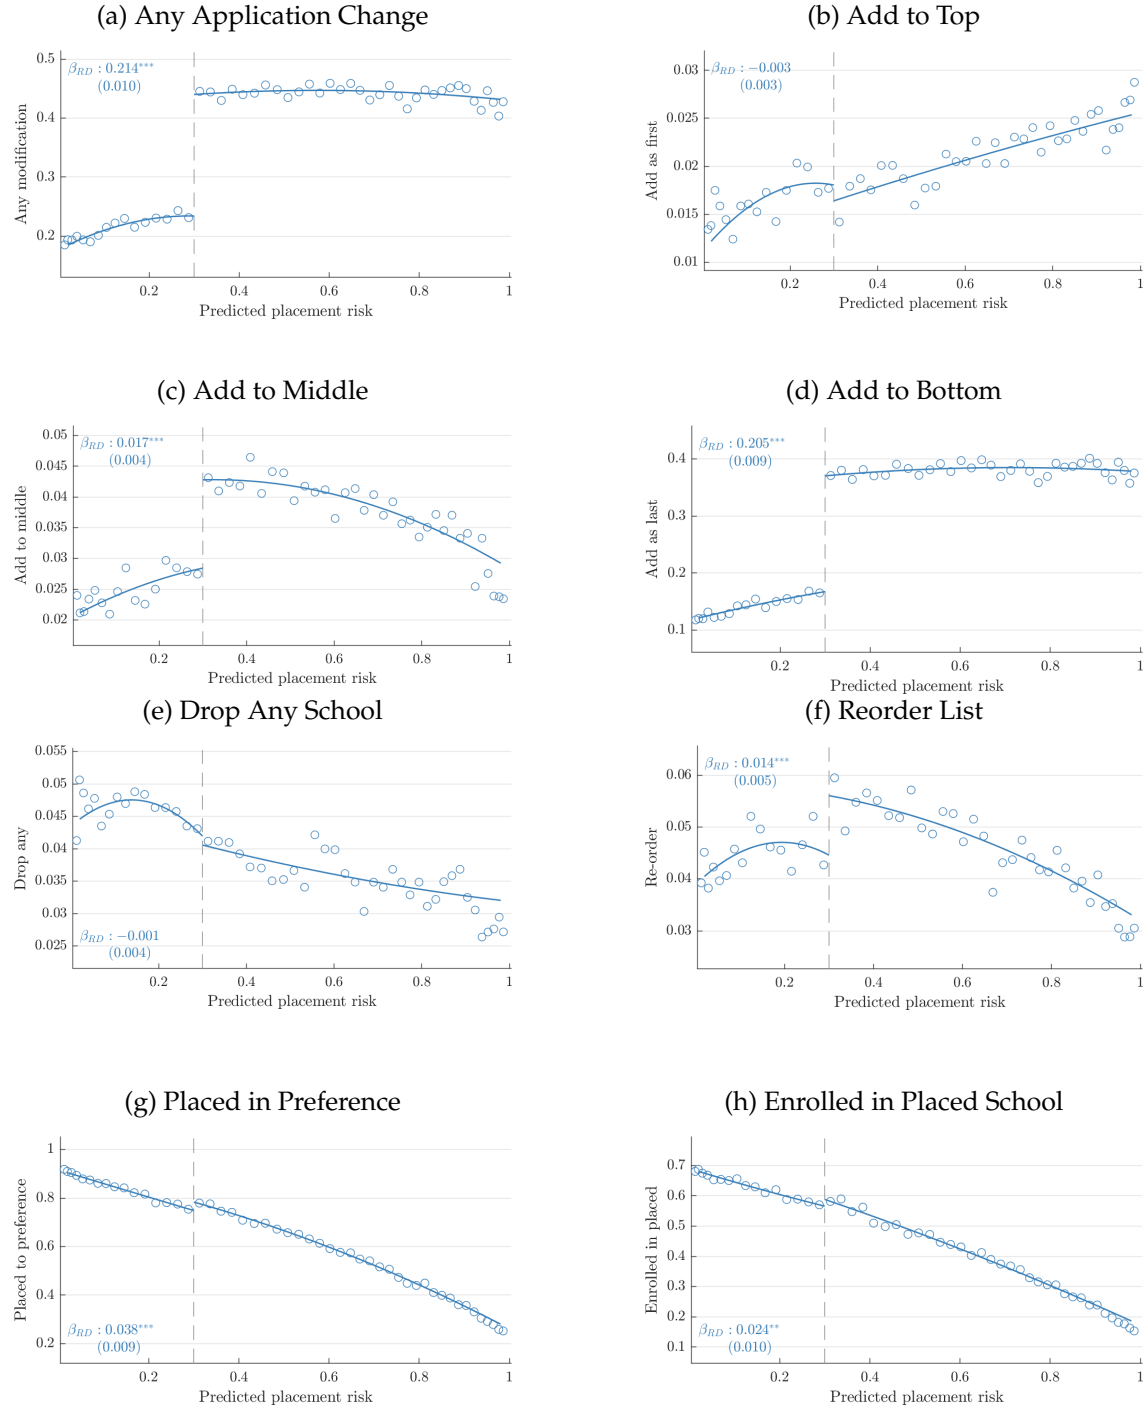 (a) Any Application Change
β_RD : 0.214***
(0.010)
0.5
0.4
0.3
0.2
Any modification
0.2
0.4
0.6
0.8
1
Predicted placement risk
(b) Add to Top
β_RD : −0.003
(0.003)
0.03
0.025
0.02
0.015
0.01
Add as first
0.2
0.4
0.6
0.8
1
Predicted placement risk
(c) Add to Middle
β_RD : 0.017***
(0.004)
0.05
0.045
0.04
0.035
0.03
0.025
0.02
Add to middle
0.2
0.4
0.6
0.8
1
Predicted placement risk
(d) Add to Bottom
β_RD : 0.205***
(0.009)
0.4
0.3
0.2
0.1
Add as last
0.2
0.4
0.6
0.8
1
Predicted placement risk
(e) Drop Any School
0.055
0.05
0.045
0.04
0.035
0.03
0.025
Drop any
β_RD : −0.001
(0.004)
0.2
0.4
0.6
0.8
1
Predicted placement risk
(f) Reorder List
β_RD : 0.014***
(0.005)
0.06
0.05
0.04
0.03
Re-order
0.2
0.4
0.6
0.8
1
Predicted placement risk
(g) Placed in Preference
1
0.8
0.6
0.4
0.2
Placed to preference
β_RD : 0.038***
(0.009)
0.2
0.4
0.6
0.8
1
Predicted placement risk
(h) Enrolled in Placed School
0.7
0.6
0.5
0.4
0.3
0.2
0.1
Enrolled in placed
β_RD : 0.024**
(0.010)
0.2
0.4
0.6
0.8
1
Predicted placement risk